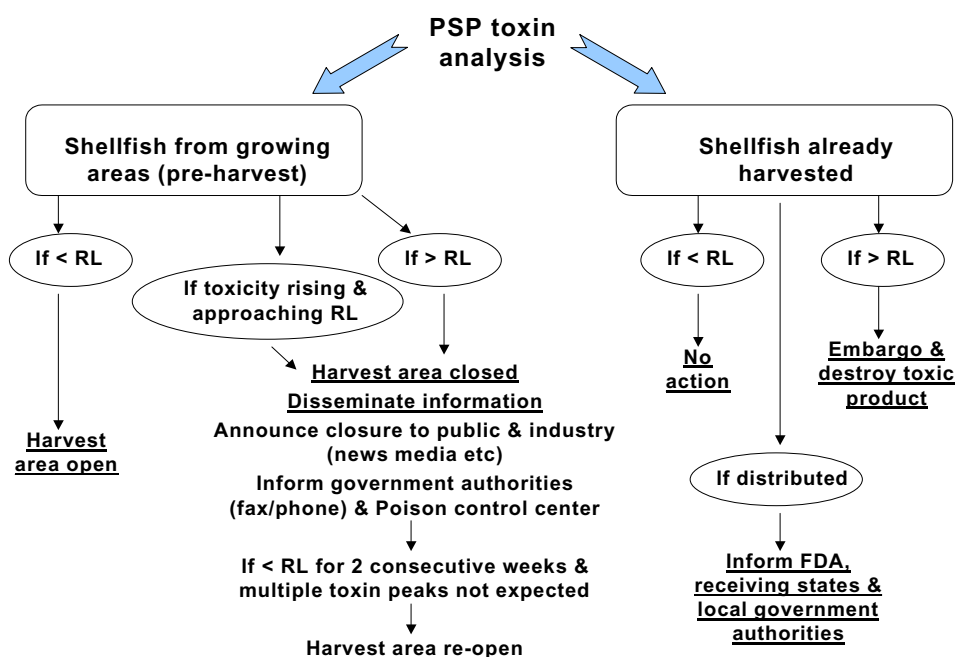 PSP toxin
analysis
Shellfish from growing
areas (pre-harvest)
Shellfish already
harvested
If < RL
If toxicity rising &
approaching RL
If > RL
If < RL
If > RL
Harvest area closed
Disseminate information
Announce closure to public & industry
(news media etc)
Inform government authorities
(fax/phone) & Poison control center
If < RL for 2 consecutive weeks &
multiple toxin peaks not expected
Harvest area re-open
Harvest
area open
No
action
Embargo &
destroy toxic
product
If distributed
Inform FDA,
receiving states &
local government
authorities